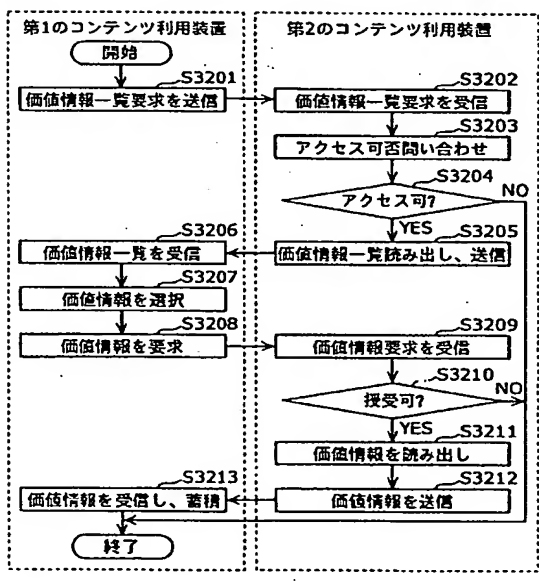 第1のコンテンツ利用装置
第2のコンテンツ利用装置
開始
S3201
価値情報一覧要求を送信
S3202
価値情報一覧要求を受信
S3203
アクセス可否問い合わせ
S3204
アクセス可?
NO
YES
S3205
価値情報一覧読み出し、送信
S3206
価値情報一覧を受信
S3207
価値情報を選択
S3208
価値情報を要求
S3209
価値情報要求を受信
S3210
授受可?
NO
YES
S3211
価値情報を読み出し
S3212
価値情報を送信
S3213
価値情報を受信し、蓄積
終了